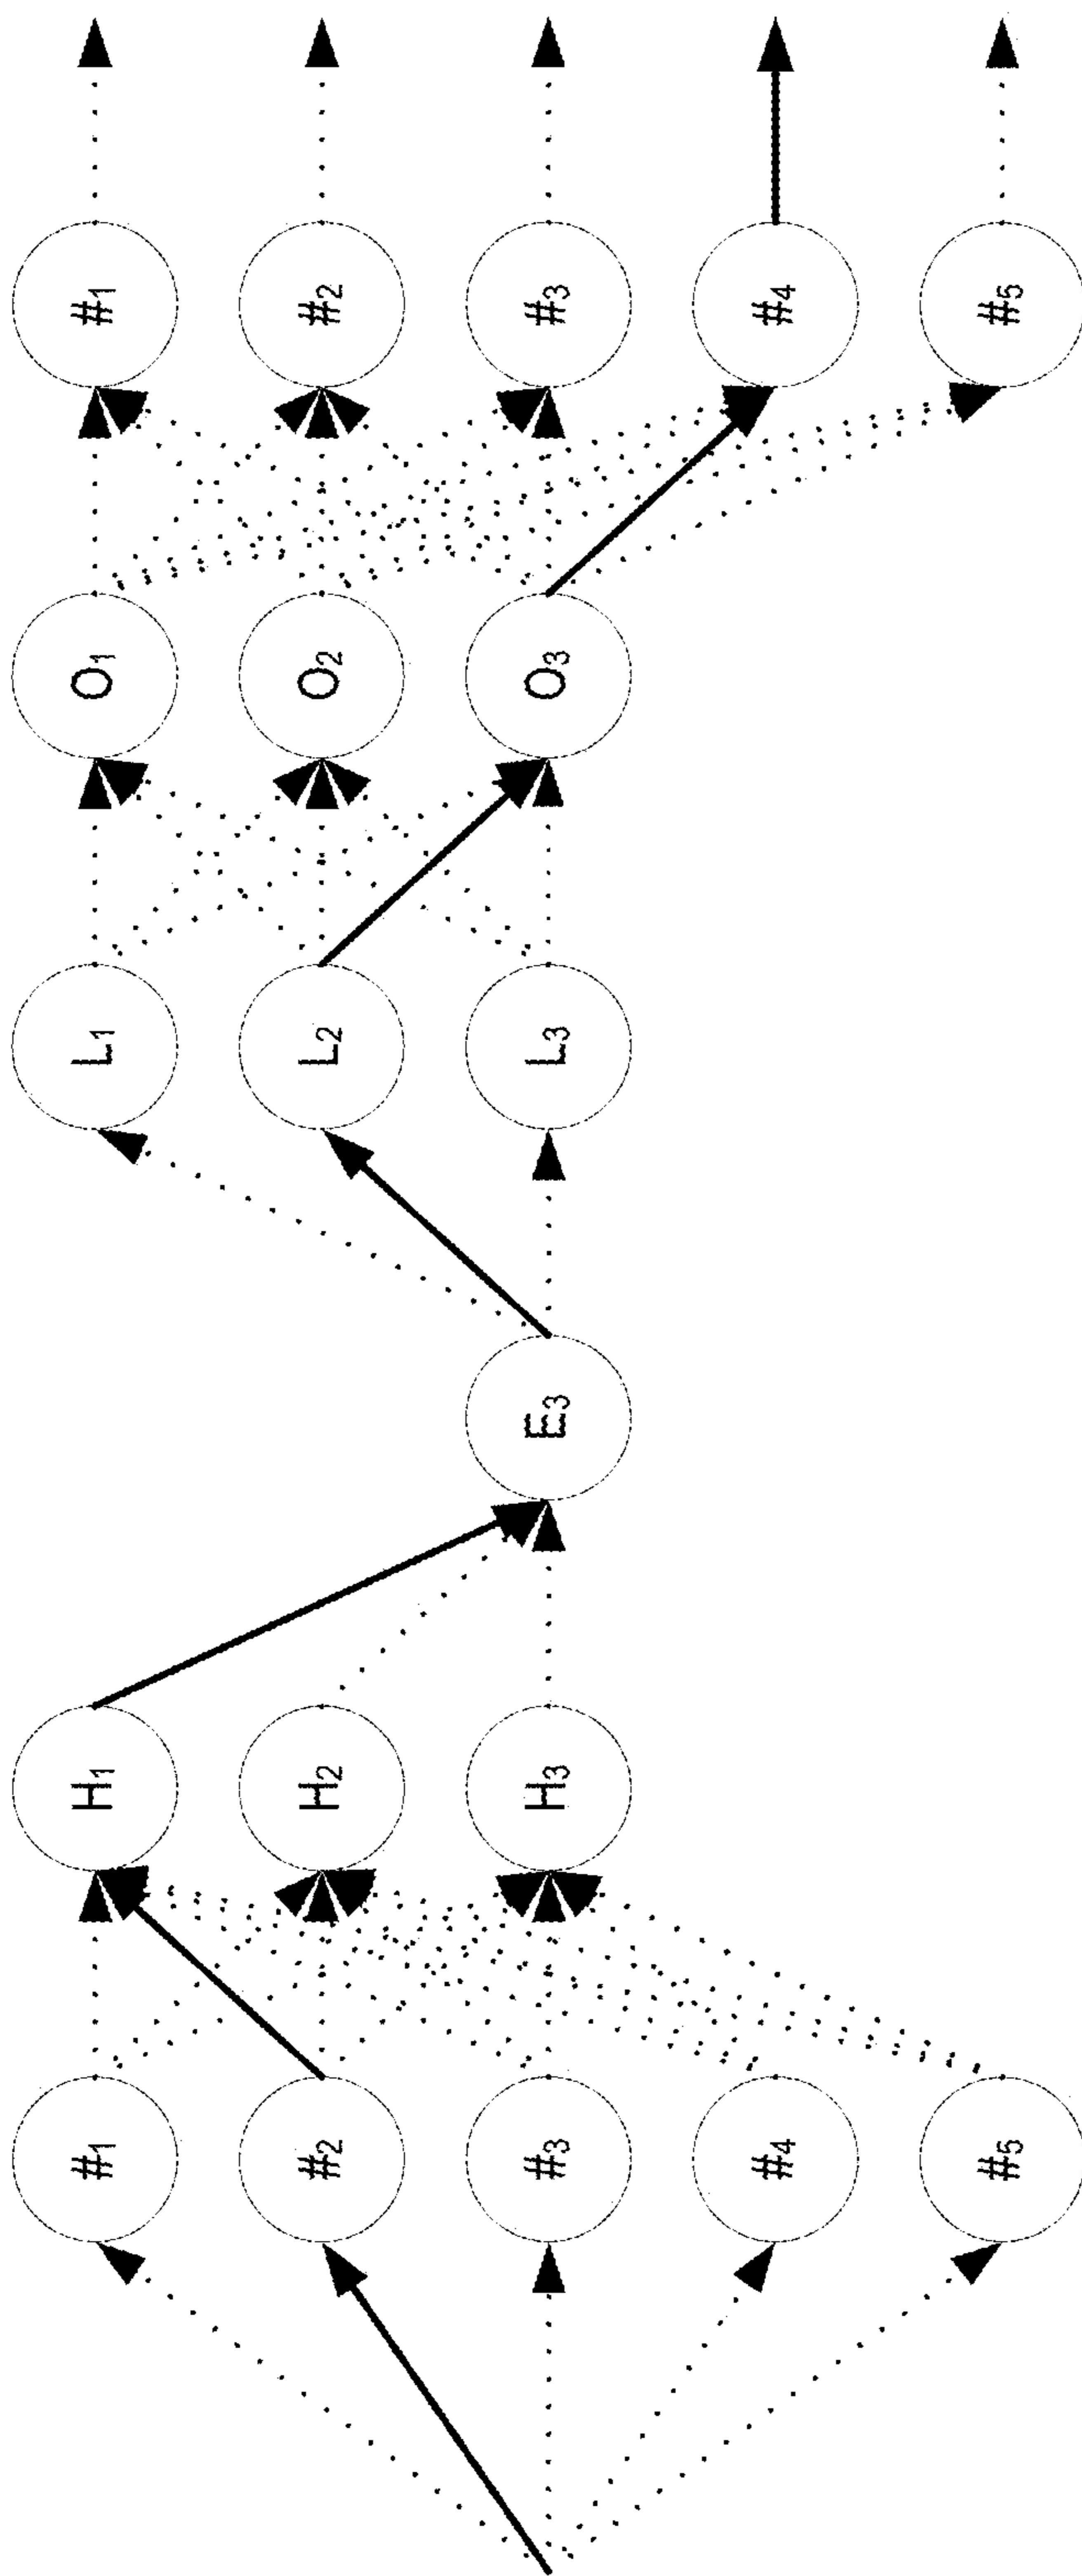 #₁ H₁ L₁ O₁ #₁
#₂ H₂ L₂ O₂ #₂
#₃ H₃ E₃ L₃ O₃ #₃
#₄ #₄
#₅ #₅